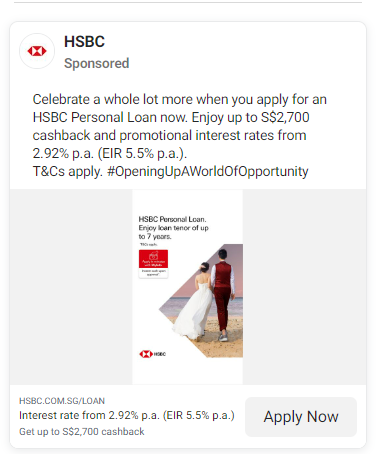 HSBC
Sponsored
Celebrate a whole lot more when you apply for an
HSBC Personal Loan now. Enjoy up to S$2,700
cashback and promotional interest rates from
2.92% p.a. (EIR 5.5% p.a.).
T&Cs apply. #OpeningUpAWorldOfOpportunity
HSBC Personal Loan.
Enjoy loan tenor of up
to 7 years.
T&Cs apply.
HSBC
HSBC.COM.SG/LOAN
Interest rate from 2.92% p.a. (EIR 5.5% p.a.)
Get up to S$2,700 cashback
Apply Now